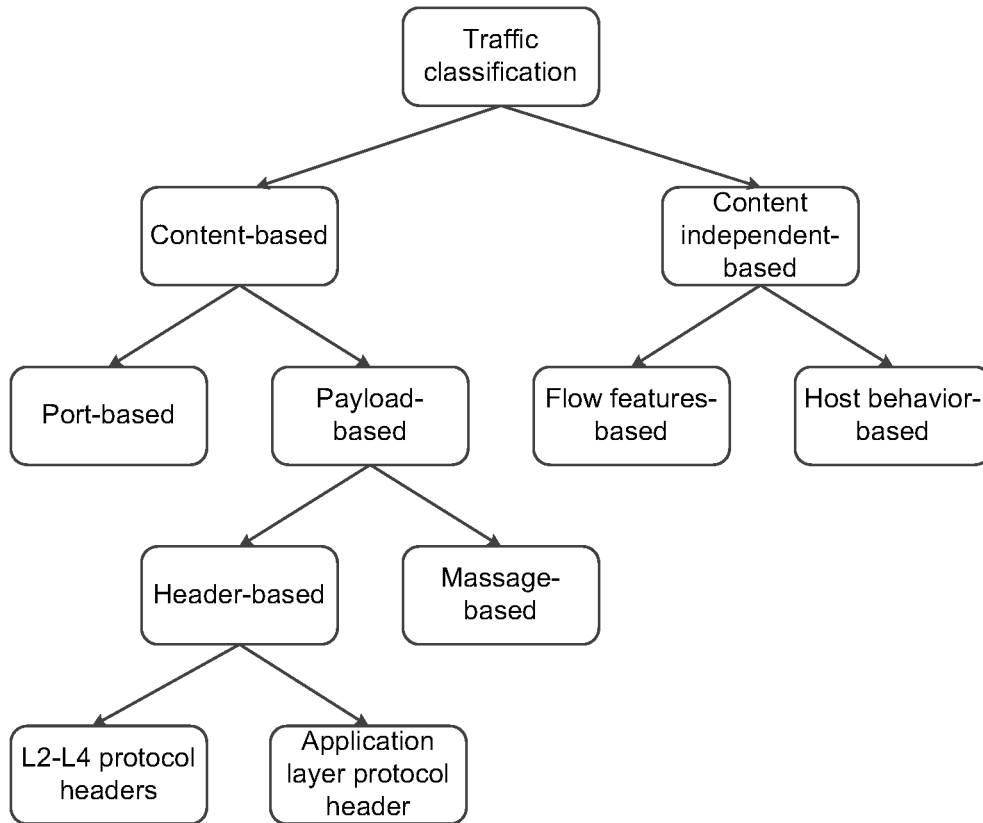 Traffic
classification
Content-based
Content
independent-
based
Port-based
Payload-
based
Flow features-
based
Host behavior-
based
Header-based
Massage-
based
L2-L4 protocol
headers
Application
layer protocol
header